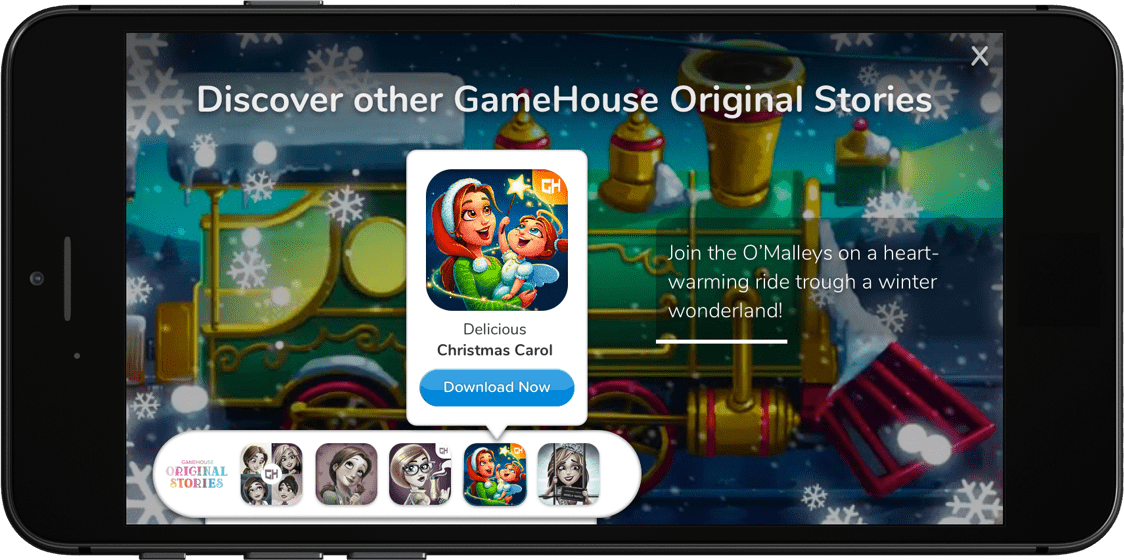 X
Discover other GameHouse Original Stories
GH
Join the O’Malleys on a heart-
warming ride trough a winter
wonderland!
Delicious
Christmas Carol
Download Now
GAMEHOUSE
ORIGINAL
STORIES
GH
GH
GH